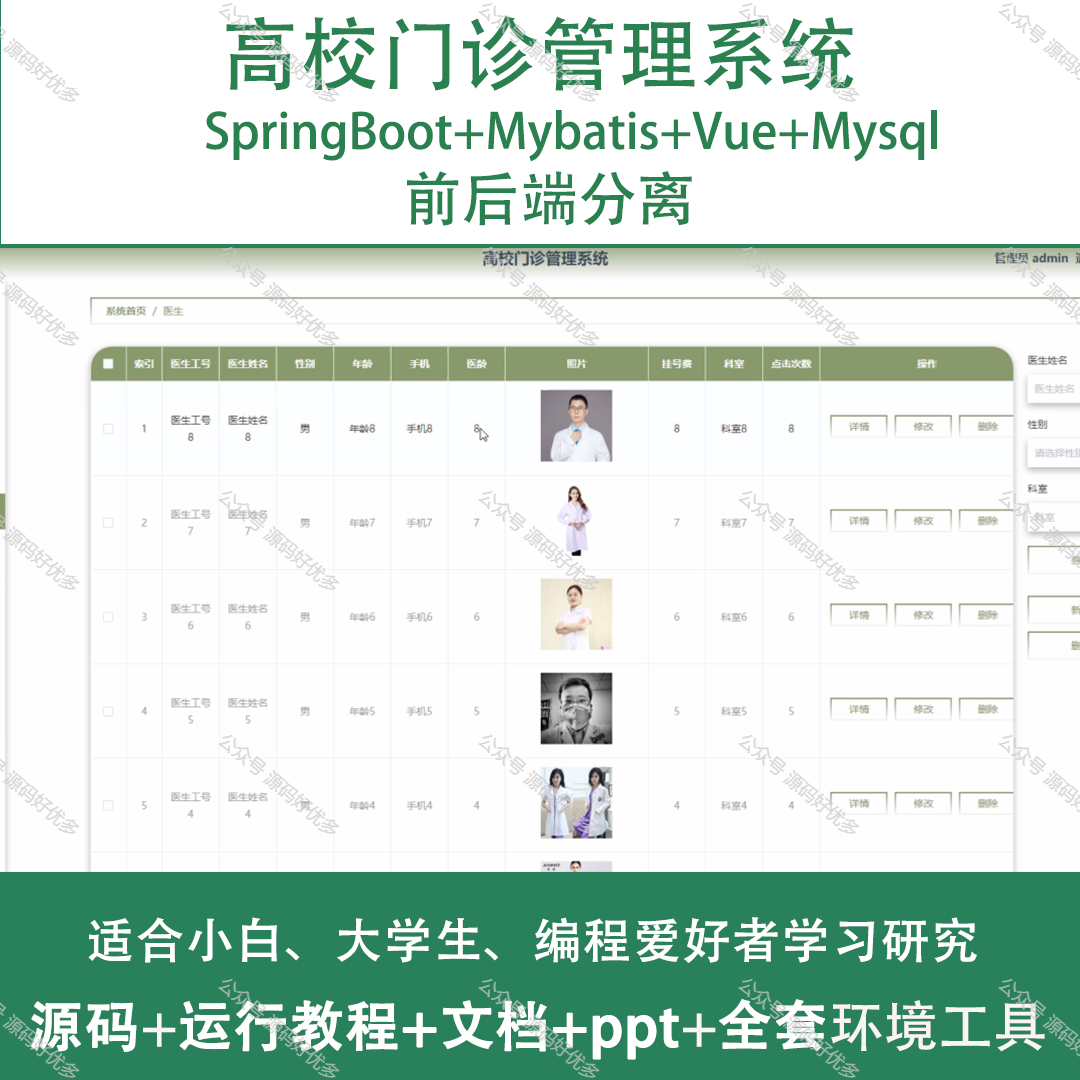 高校门诊管理系统
SpringBoot+Mybatis+Vue+Mysql
前后端分离
高校门诊管理系统
管理员 admin
系统首页 / 医生
索引 医生工号 医生姓名 性别 年龄 手机 医龄 照片 挂号费 科室 点击次数 操作
1 医生工号8 医生姓名8 男 年龄8 手机8 8 8 科室8 8 详情 修改 删除
2 医生工号7 医生姓名7 男 年龄7 手机7 7 7 科室7 7 详情 修改 删除
3 医生工号6 医生姓名6 男 年龄6 手机6 6 6 科室6 6 详情 修改 删除
4 医生工号5 医生姓名5 男 年龄5 手机5 5 5 科室5 5 详情 修改 删除
5 医生工号4 医生姓名4 男 年龄4 手机4 4 4 科室4 4 详情 修改 删除
医生姓名
医生姓名
性别
请选择性别
科室
科室
适合小白、大学生、编程爱好者学习研究
源码+运行教程+文档+ppt+全套环境工具
公众号 源码好优多